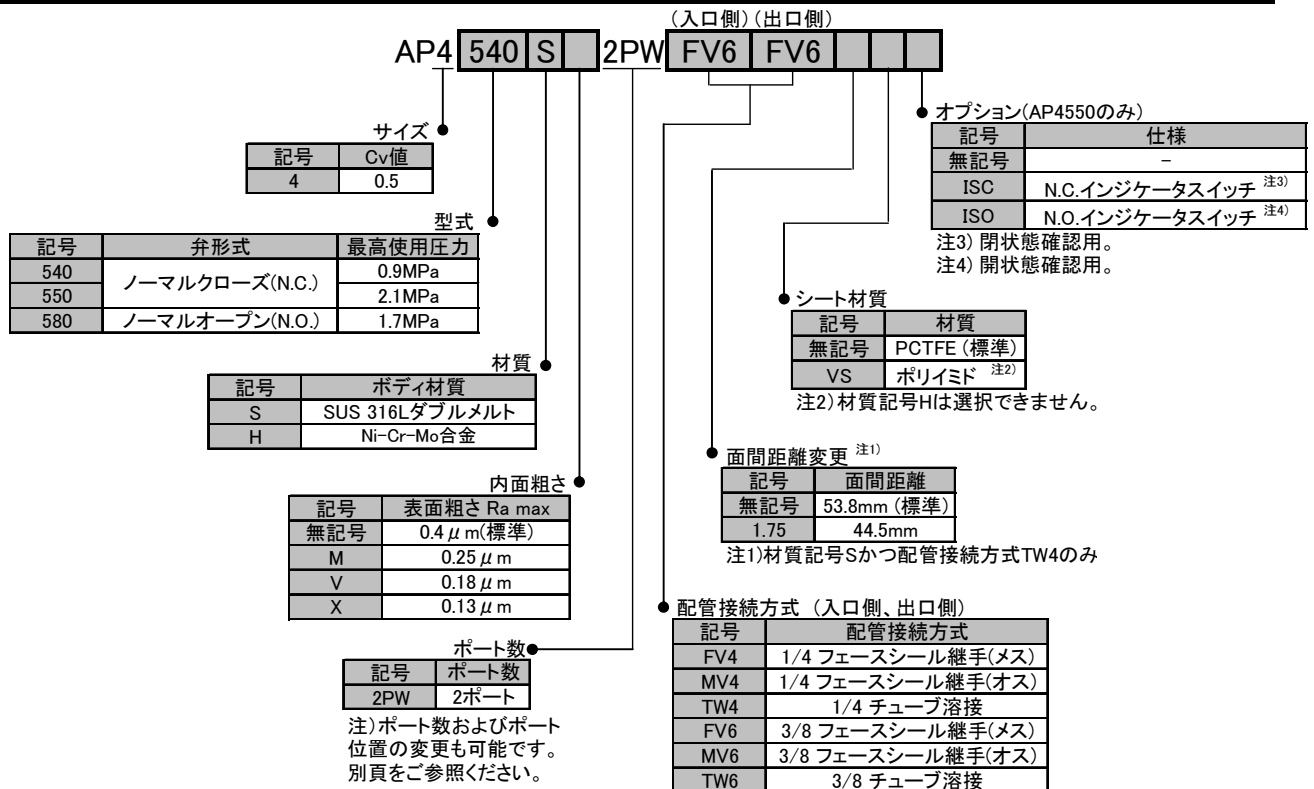 (入口側) (出口側)
AP4 540 S 2PW FV6 FV6
サイズ
記号 Cv値
4 0.5
型式
記号 弁形式 最高使用圧力
540 ノーマルクローズ(N.C.) 0.9MPa
550 2.1MPa
580 ノーマルオープン(N.O.) 1.7MPa
材質
記号 ボディ材質
S SUS 316Lダブルメルト
H Ni-Cr-Mo合金
内面粗さ
記号 表面粗さ Ra max
無記号 0.4μm(標準)
M 0.25μm
V 0.18μm
X 0.13μm
ポート数
記号 ポート数
2PW 2ポート
注)ポート数およびポート
位置の変更も可能です。
別頁をご参照ください。
オプション(AP4550のみ)
記号 仕様
無記号 −
ISC N.C.インジケータスイッチ 注3)
ISO N.O.インジケータスイッチ 注4)
注3) 閉状態確認用。
注4) 開状態確認用。
シート材質
記号 材質
無記号 PCTFE (標準)
VS ポリイミド 注2)
注2)材質記号Hは選択できません。
面間距離変更 注1)
記号 面間距離
無記号 53.8mm (標準)
1.75 44.5mm
注1)材質記号Sかつ配管接続方式TW4のみ
配管接続方式 (入口側、出口側)
記号 配管接続方式
FV4 1/4 フェースシール継手(メス)
MV4 1/4 フェースシール継手(オス)
TW4 1/4 チューブ溶接
FV6 3/8 フェースシール継手(メス)
MV6 3/8 フェースシール継手(オス)
TW6 3/8 チューブ溶接